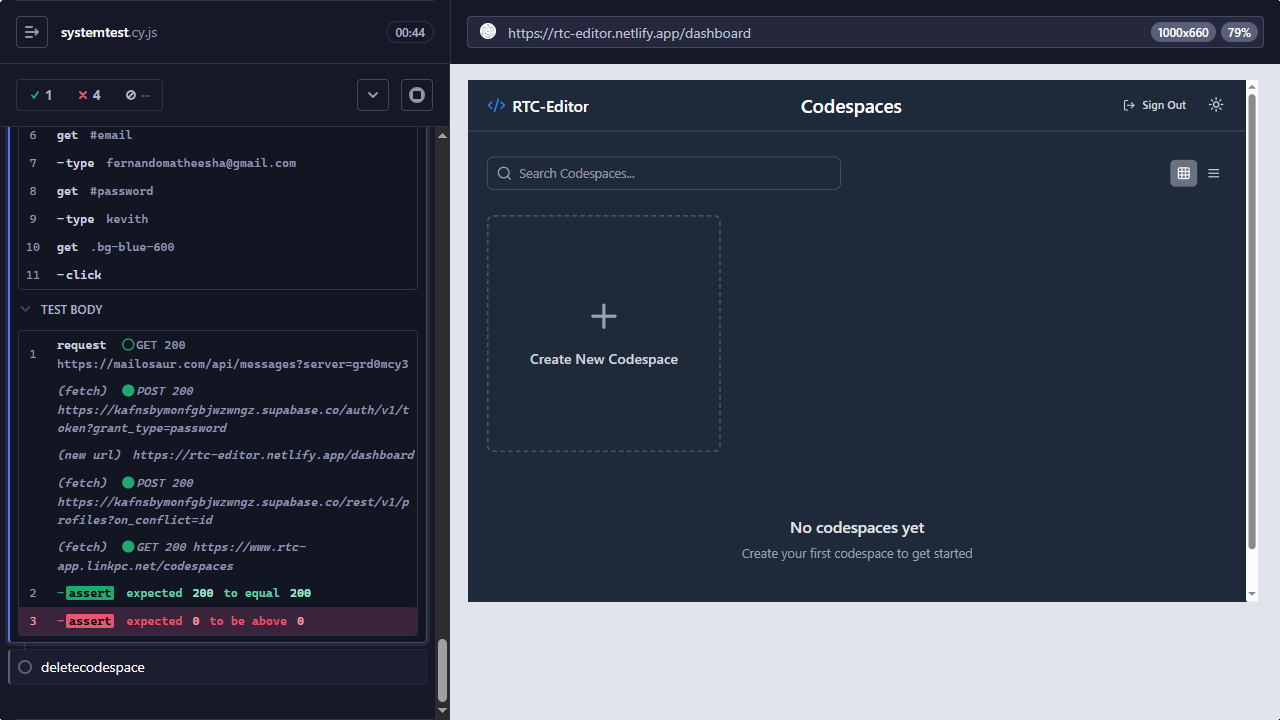 systemtest.cy.js
00:44
1
4
--
6 get #email
7 -type fernandomatheesha@gmail.com
8 get #password
9 -type kevith
10 get .bg-blue-600
11 -click
TEST BODY
1 request GET 200
https://mailosaur.com/api/messages?server=grd0mcy3
(fetch) POST 200
https://kafnsbymonfgbjwzwngz.supabase.co/auth/v1/t
oken?grant_type=password
(new url) https://rtc-editor.netlify.app/dashboard
(fetch) POST 200
https://kafnsbymonfgbjwzwngz.supabase.co/rest/v1/p
rofiles?on_conflict=id
(fetch) GET 200 https://www.rtc-
app.linkpc.net/codespaces
2 -assert expected 200 to equal 200
3 -assert expected 0 to be above 0
deletecodespace
https://rtc-editor.netlify.app/dashboard
1000x660
79%
</> RTC-Editor
Codespaces
Sign Out
Search Codespaces...
Create New Codespace
No codespaces yet
Create your first codespace to get started